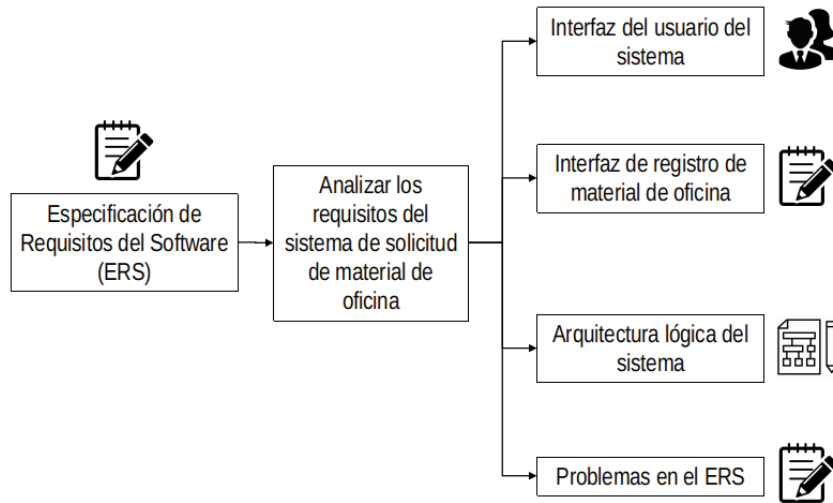 Especificación de
Requisitos del Software
(ERS)
Analizar los
requisitos del
sistema de solicitud
de material de
oficina
Interfaz del usuario del
sistema
Interfaz de registro de
material de oficina
Arquitectura lógica del
sistema
Problemas en el ERS